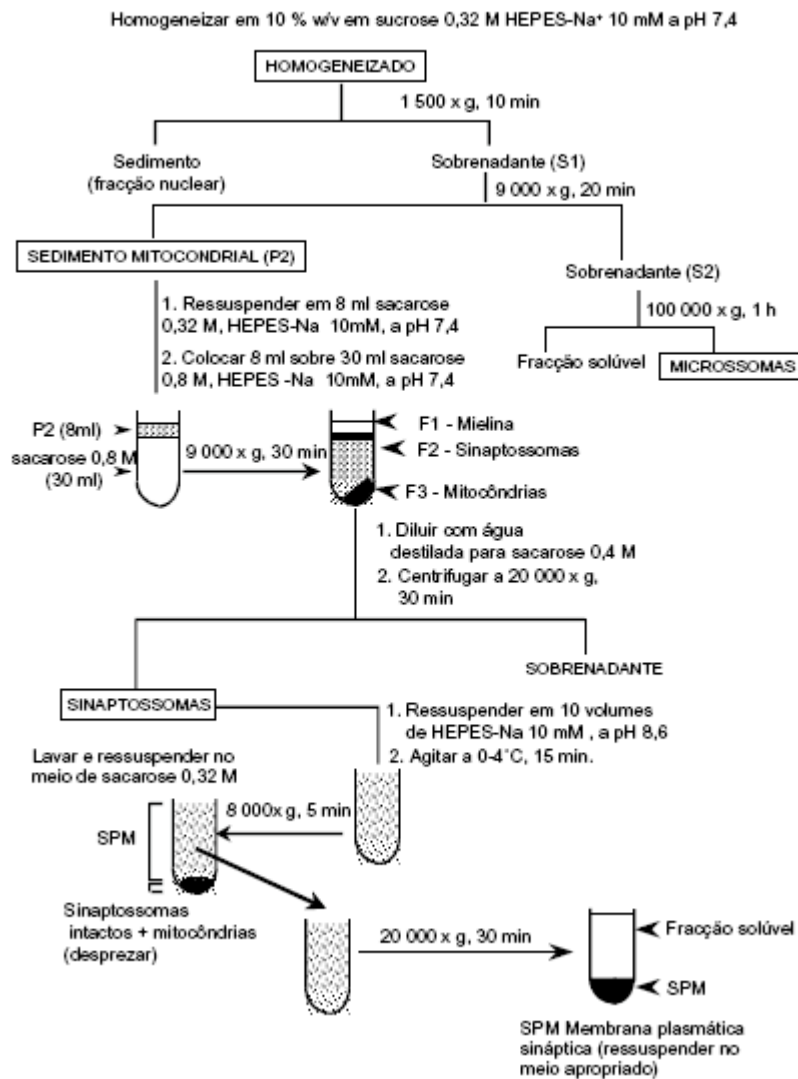 Homogeneizar em 10 % w/v em sucrose 0,32 M HEPES-Na⁺ 10 mM a pH 7,4
HOMOGENEIZADO
1 500 x g, 10 min
Sedimento
(fracção nuclear)
Sobrenadante (S1)
9 000 x g, 20 min
SEDIMENTO MITOCONDRIAL (P2)
Sobrenadante (S2)
1. Ressuspender em 8 ml sacarose
0,32 M, HEPES-Na 10mM, a pH 7,4
2. Colocar 8 ml sobre 30 ml sacarose
0,8 M, HEPES -Na 10mM, a pH 7,4
100 000 x g, 1 h
Fracção solúvel
MICROSSOMAS
P2 (8ml)
sacarose 0,8 M
(30 ml)
9 000 x g, 30 min
F1 - Mielina
F2 - Sinaptossomas
F3 - Mitocôndrias
1. Diluir com água
destilada para sacarose 0,4 M
2. Centrifugar a 20 000 x g,
30 min
SOBRENADANTE
SINAPTOSSOMAS
1. Ressuspender em 10 volumes
de HEPES-Na 10 mM , a pH 8,6
2. Agitar a 0-4°C, 15 min.
Lavar e ressuspender no
meio de sacarose 0,32 M
8 000x g, 5 min
SPM
Sinaptossomas
intactos + mitocôndrias
(desprezar)
20 000 x g, 30 min
Fracção solúvel
SPM
SPM Membrana plasmática
sináptica (ressuspender no
meio apropriado)